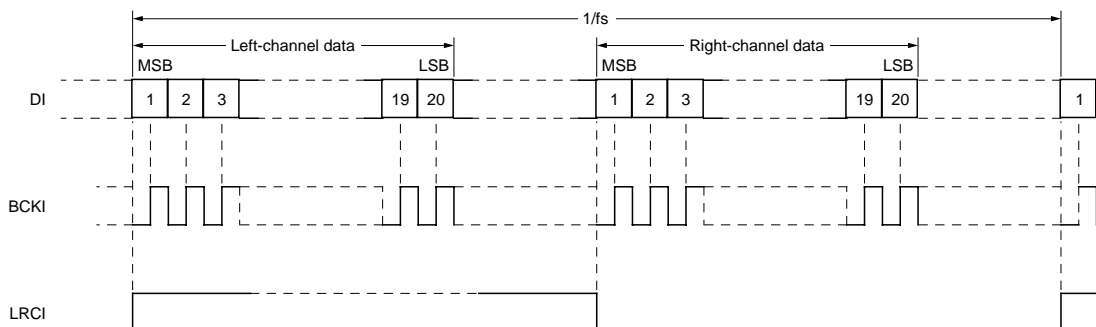 1/fs
Left-channel data Right-channel data
MSB LSB MSB LSB
DI 1 2 3 19 20 1 2 3 19 20 1
BCKI
LRCI